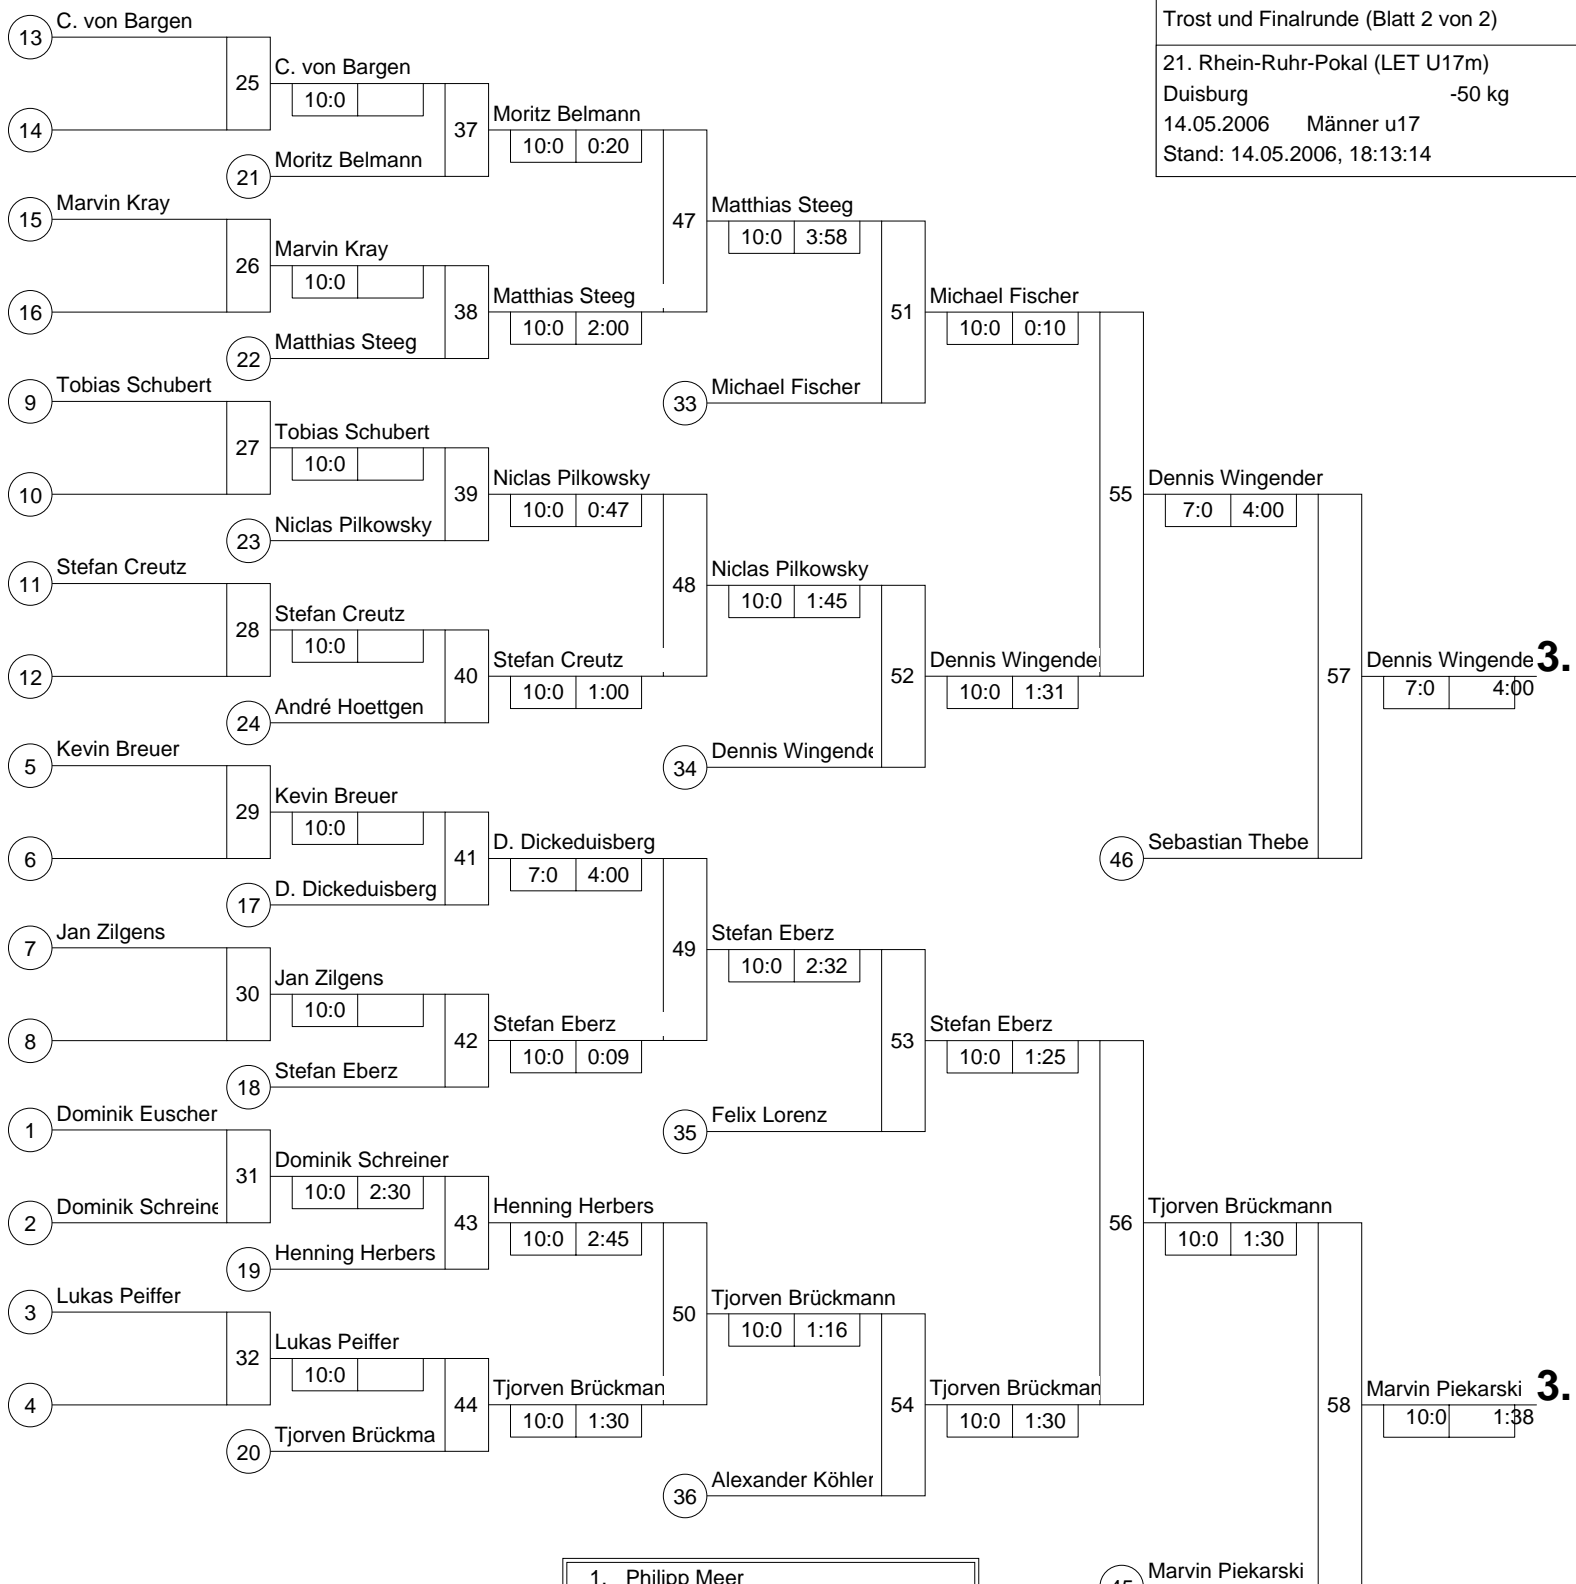 Trost und Finalrunde (Blatt 2 von 2)
21. Rhein-Ruhr-Pokal (LET U17m)
Duisburg -50 kg
14.05.2006 Männer u17
Stand: 14.05.2006, 18:13:14
13 C. von Bargen
14
25 C. von Bargen
10:0
21 Moritz Belmann
37 Moritz Belmann
10:0 0:20
15 Marvin Kray
16
26 Marvin Kray
10:0
22 Matthias Steeg
38 Matthias Steeg
10:0 2:00
47 Matthias Steeg
10:0 3:58
33 Michael Fischer
51 Michael Fischer
10:0 0:10
9 Tobias Schubert
10
27 Tobias Schubert
10:0
23 Niclas Pilkowsky
39 Niclas Pilkowsky
10:0 0:47
11 Stefan Creutz
12
28 Stefan Creutz
10:0
24 André Hoettgen
40 Stefan Creutz
10:0 1:00
48 Niclas Pilkowsky
10:0 1:45
34 Dennis Wingende
52 Dennis Wingender
10:0 1:31
55 Dennis Wingender
7:0 4:00
46 Sebastian Thebe
57 Dennis Wingende 3.
7:0 4:00
5 Kevin Breuer
6
29 Kevin Breuer
10:0
17 D. Dickeduisberg
41 D. Dickeduisberg
7:0 4:00
7 Jan Zilgens
8
30 Jan Zilgens
10:0
18 Stefan Eberz
42 Stefan Eberz
10:0 0:09
49 Stefan Eberz
10:0 2:32
35 Felix Lorenz
53 Stefan Eberz
10:0 1:25
1 Dominik Euscher
2 Dominik Schreine
31 Dominik Schreiner
10:0 2:30
19 Henning Herbers
43 Henning Herbers
10:0 2:45
3 Lukas Peiffer
4
32 Lukas Peiffer
10:0
20 Tjorven Brückma
44 Tjorven Brückman
10:0 1:30
50 Tjorven Brückmann
10:0 1:16
36 Alexander Köhler
54 Tjorven Brückman
10:0 1:30
56 Tjorven Brückmann
10:0 1:30
45 Marvin Piekarski
58 Marvin Piekarski 3.
10:0 1:38
1. Philipp Meer